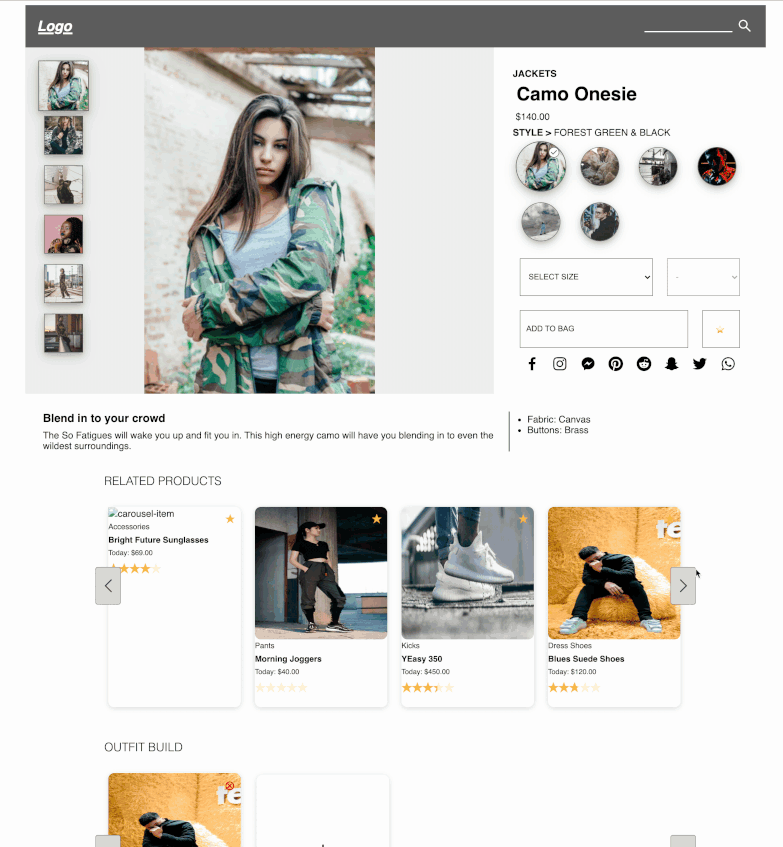 Logo
JACKETS
Camo Onesie
$140.00
STYLE > FOREST GREEN & BLACK
SELECT SIZE
-
ADD TO BAG
Blend in to your crowd
The So Fatigues will wake you up and fit you in. This high energy camo will have you blending in to even the
wildest surroundings.
Fabric: Canvas
Buttons: Brass
RELATED PRODUCTS
carousel-item
Accessories
Bright Future Sunglasses
Today: $69.00
Pants
Morning Joggers
Today: $40.00
Kicks
YEasy 350
Today: $450.00
te
Dress Shoes
Blues Suede Shoes
Today: $120.00
OUTFIT BUILD
te